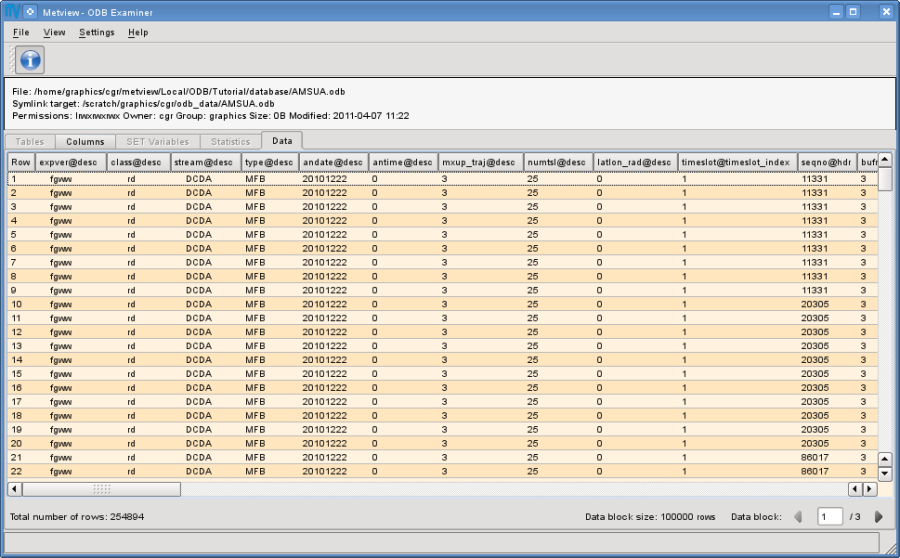 Metview - ODB Examiner
File View Settings Help
File: /home/graphics/cgr/metview/Local/ODB/Tutorial/database/AMSUA.odb
Symlink target: /scratch/graphics/cgr/odb_data/AMSUA.odb
Permissions: lrwxrwxrwx Owner: cgr Group: graphics Size: 0B Modified: 2011-04-07 11:22
Tables Columns SET Variables Statistics Data
Row expver@desc class@desc stream@desc type@desc andate@desc antime@desc mxup_traj@desc numtsl@desc latlon_rad@desc timeslot@timeslot_index seqno@hdr bufr
1 fgww rd DCDA MFB 20101222 0 3 25 0 1 11331 3
2 fgww rd DCDA MFB 20101222 0 3 25 0 1 11331 3
3 fgww rd DCDA MFB 20101222 0 3 25 0 1 11331 3
4 fgww rd DCDA MFB 20101222 0 3 25 0 1 11331 3
5 fgww rd DCDA MFB 20101222 0 3 25 0 1 11331 3
6 fgww rd DCDA MFB 20101222 0 3 25 0 1 11331 3
7 fgww rd DCDA MFB 20101222 0 3 25 0 1 11331 3
8 fgww rd DCDA MFB 20101222 0 3 25 0 1 11331 3
9 fgww rd DCDA MFB 20101222 0 3 25 0 1 11331 3
10 fgww rd DCDA MFB 20101222 0 3 25 0 1 20305 3
11 fgww rd DCDA MFB 20101222 0 3 25 0 1 20305 3
12 fgww rd DCDA MFB 20101222 0 3 25 0 1 20305 3
13 fgww rd DCDA MFB 20101222 0 3 25 0 1 20305 3
14 fgww rd DCDA MFB 20101222 0 3 25 0 1 20305 3
15 fgww rd DCDA MFB 20101222 0 3 25 0 1 20305 3
16 fgww rd DCDA MFB 20101222 0 3 25 0 1 20305 3
17 fgww rd DCDA MFB 20101222 0 3 25 0 1 20305 3
18 fgww rd DCDA MFB 20101222 0 3 25 0 1 20305 3
19 fgww rd DCDA MFB 20101222 0 3 25 0 1 20305 3
20 fgww rd DCDA MFB 20101222 0 3 25 0 1 20305 3
21 fgww rd DCDA MFB 20101222 0 3 25 0 1 86017 3
22 fgww rd DCDA MFB 20101222 0 3 25 0 1 86017 3
Total number of rows: 254894 Data block size: 100000 rows Data block: 1 / 3